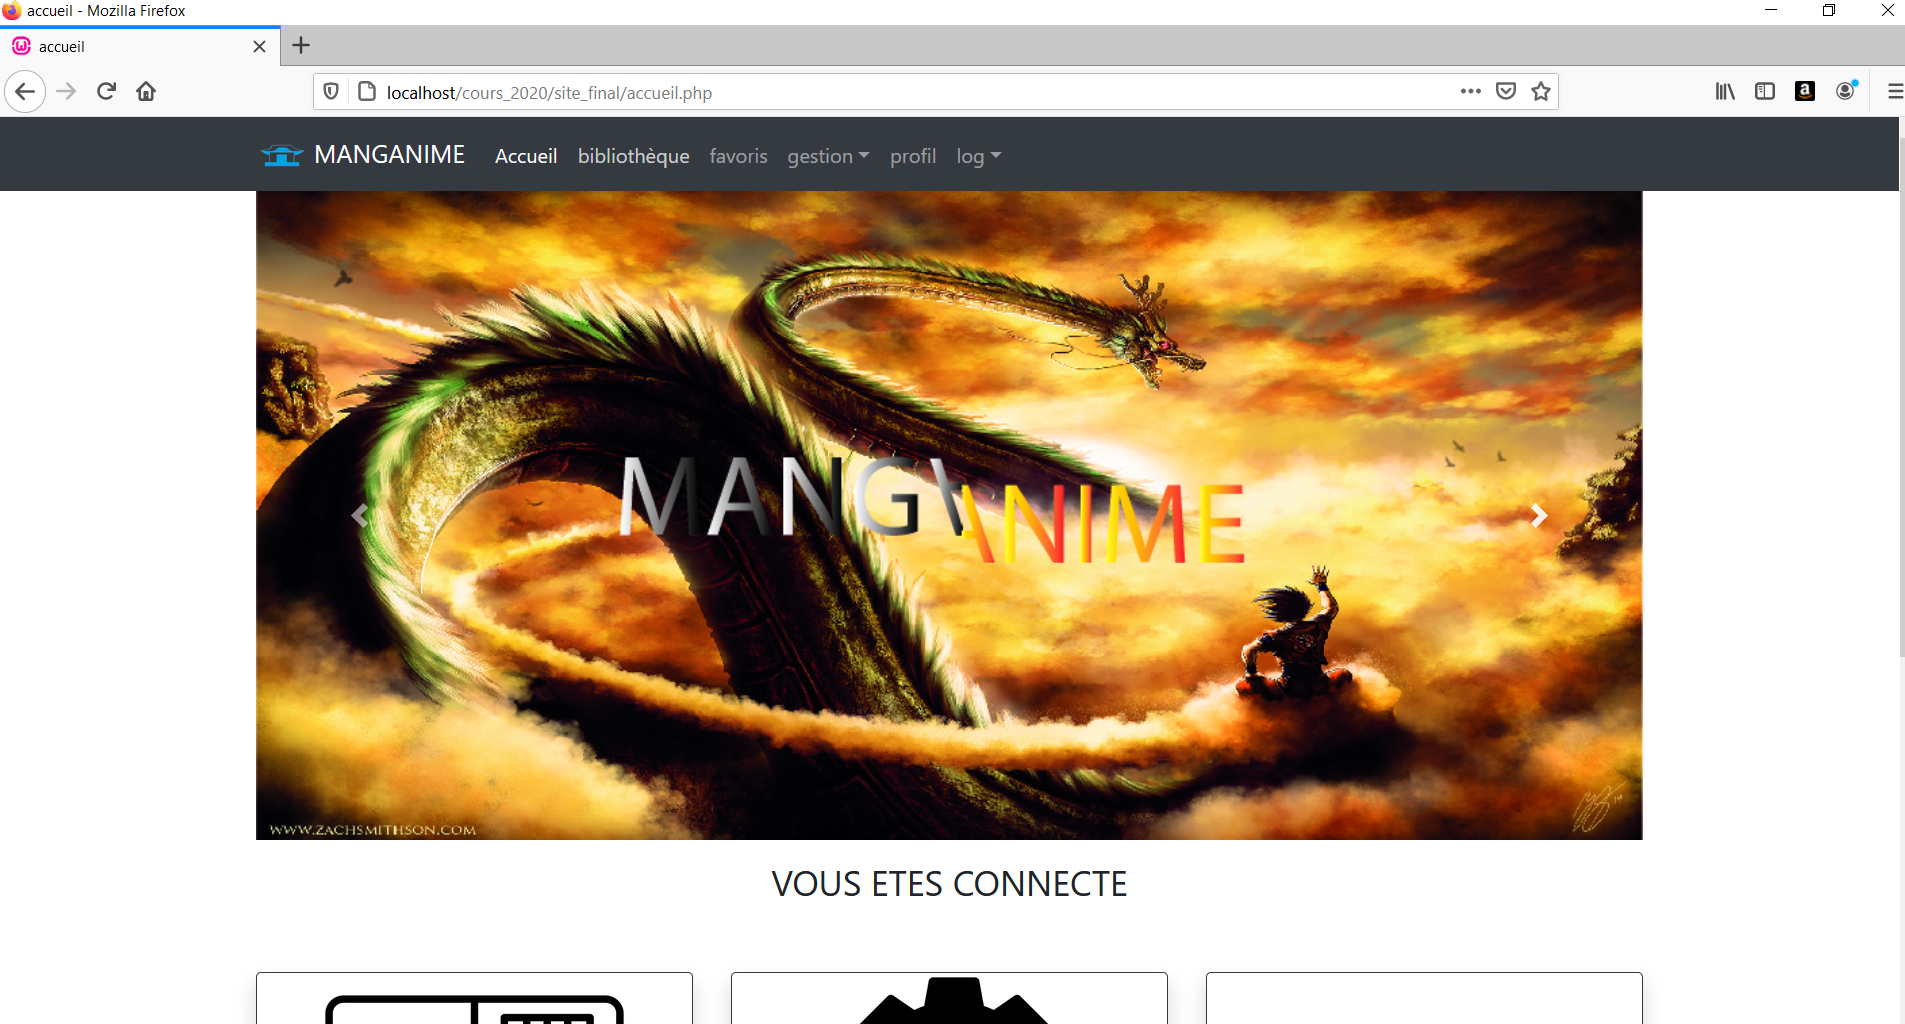 accueil - Mozilla Firefox
accueil
localhost/cours_2020/site_final/accueil.php
MANGANIME Accueil bibliothèque favoris gestion profil log
MANGANIME
WWW.ZACHSMITHSON.COM
VOUS ETES CONNECTE